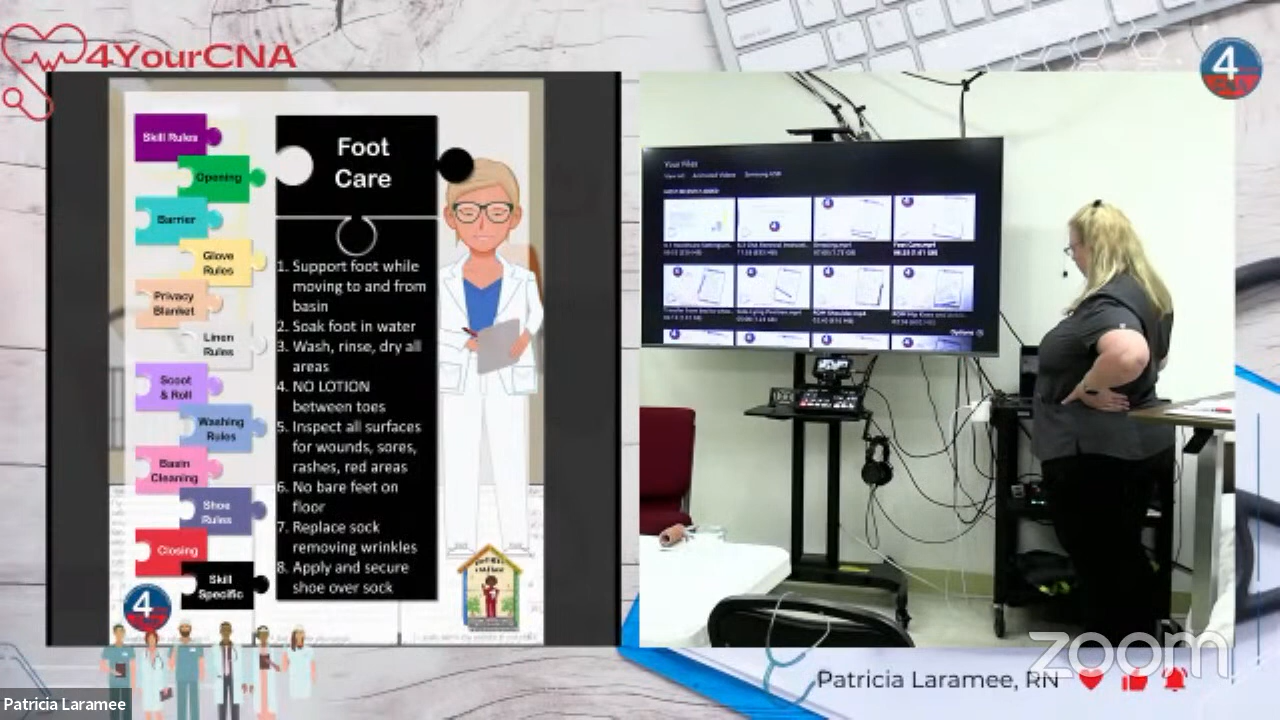 4YourCNA
4
Skill Rules
Opening
Barrier
Glove
Rules
Privacy
Blanket
Linen
Rules
Scoot
& Roll
Washing
Rules
Basin
Cleaning
Shoe
Rules
Closing
Skill
Specific
4
Foot
Care
1. Support foot while
moving to and from
basin
2. Soak foot in water
3. Wash, rinse, dry all
areas
4. NO LOTION
between toes
5. Inspect all surfaces
for wounds, sores,
rashes, red areas
6. No bare feet on
floor
7. Replace sock
removing wrinkles
8. Apply and secure
shoe over sock
Your Files
Options
zoom
Patricia Laramee, RN
Patricia Laramee